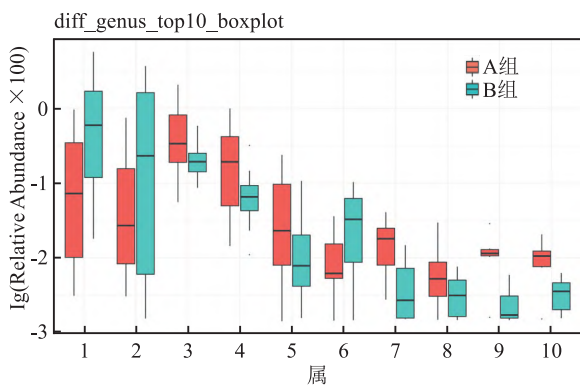 diff_genus_top10_boxplot
A组
B组
lg(Relative Abundance × 100)
0
-1
-2
-3
1 2 3 4 5 6 7 8 9 10
属